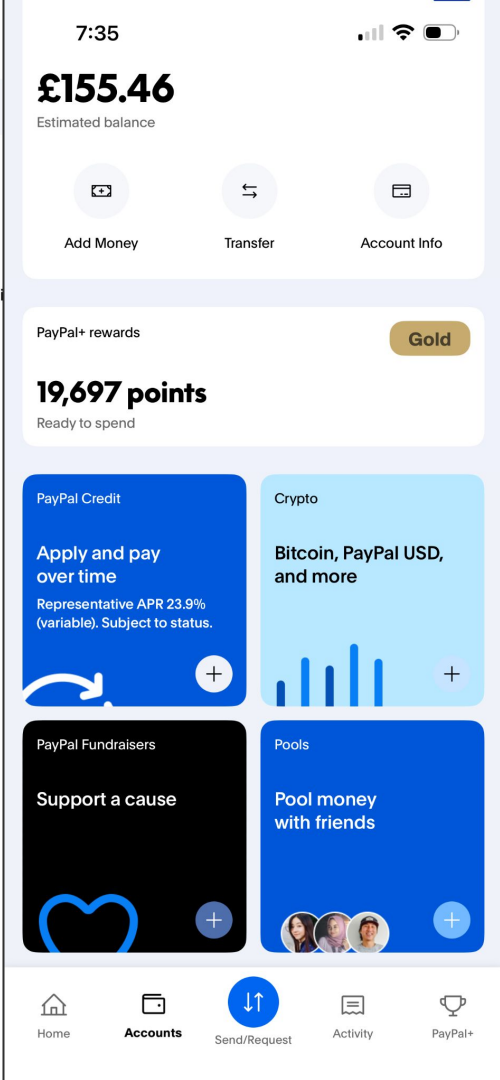 7:35
£155.46
Estimated balance
Add Money
Transfer
Account Info
PayPal+ rewards
Gold
19,697 points
Ready to spend
PayPal Credit
Apply and pay
over time
Representative APR 23.9%
(variable). Subject to status.
Crypto
Bitcoin, PayPal USD,
and more
PayPal Fundraisers
Support a cause
Pools
Pool money
with friends
Home
Accounts
Send/Request
Activity
PayPal+